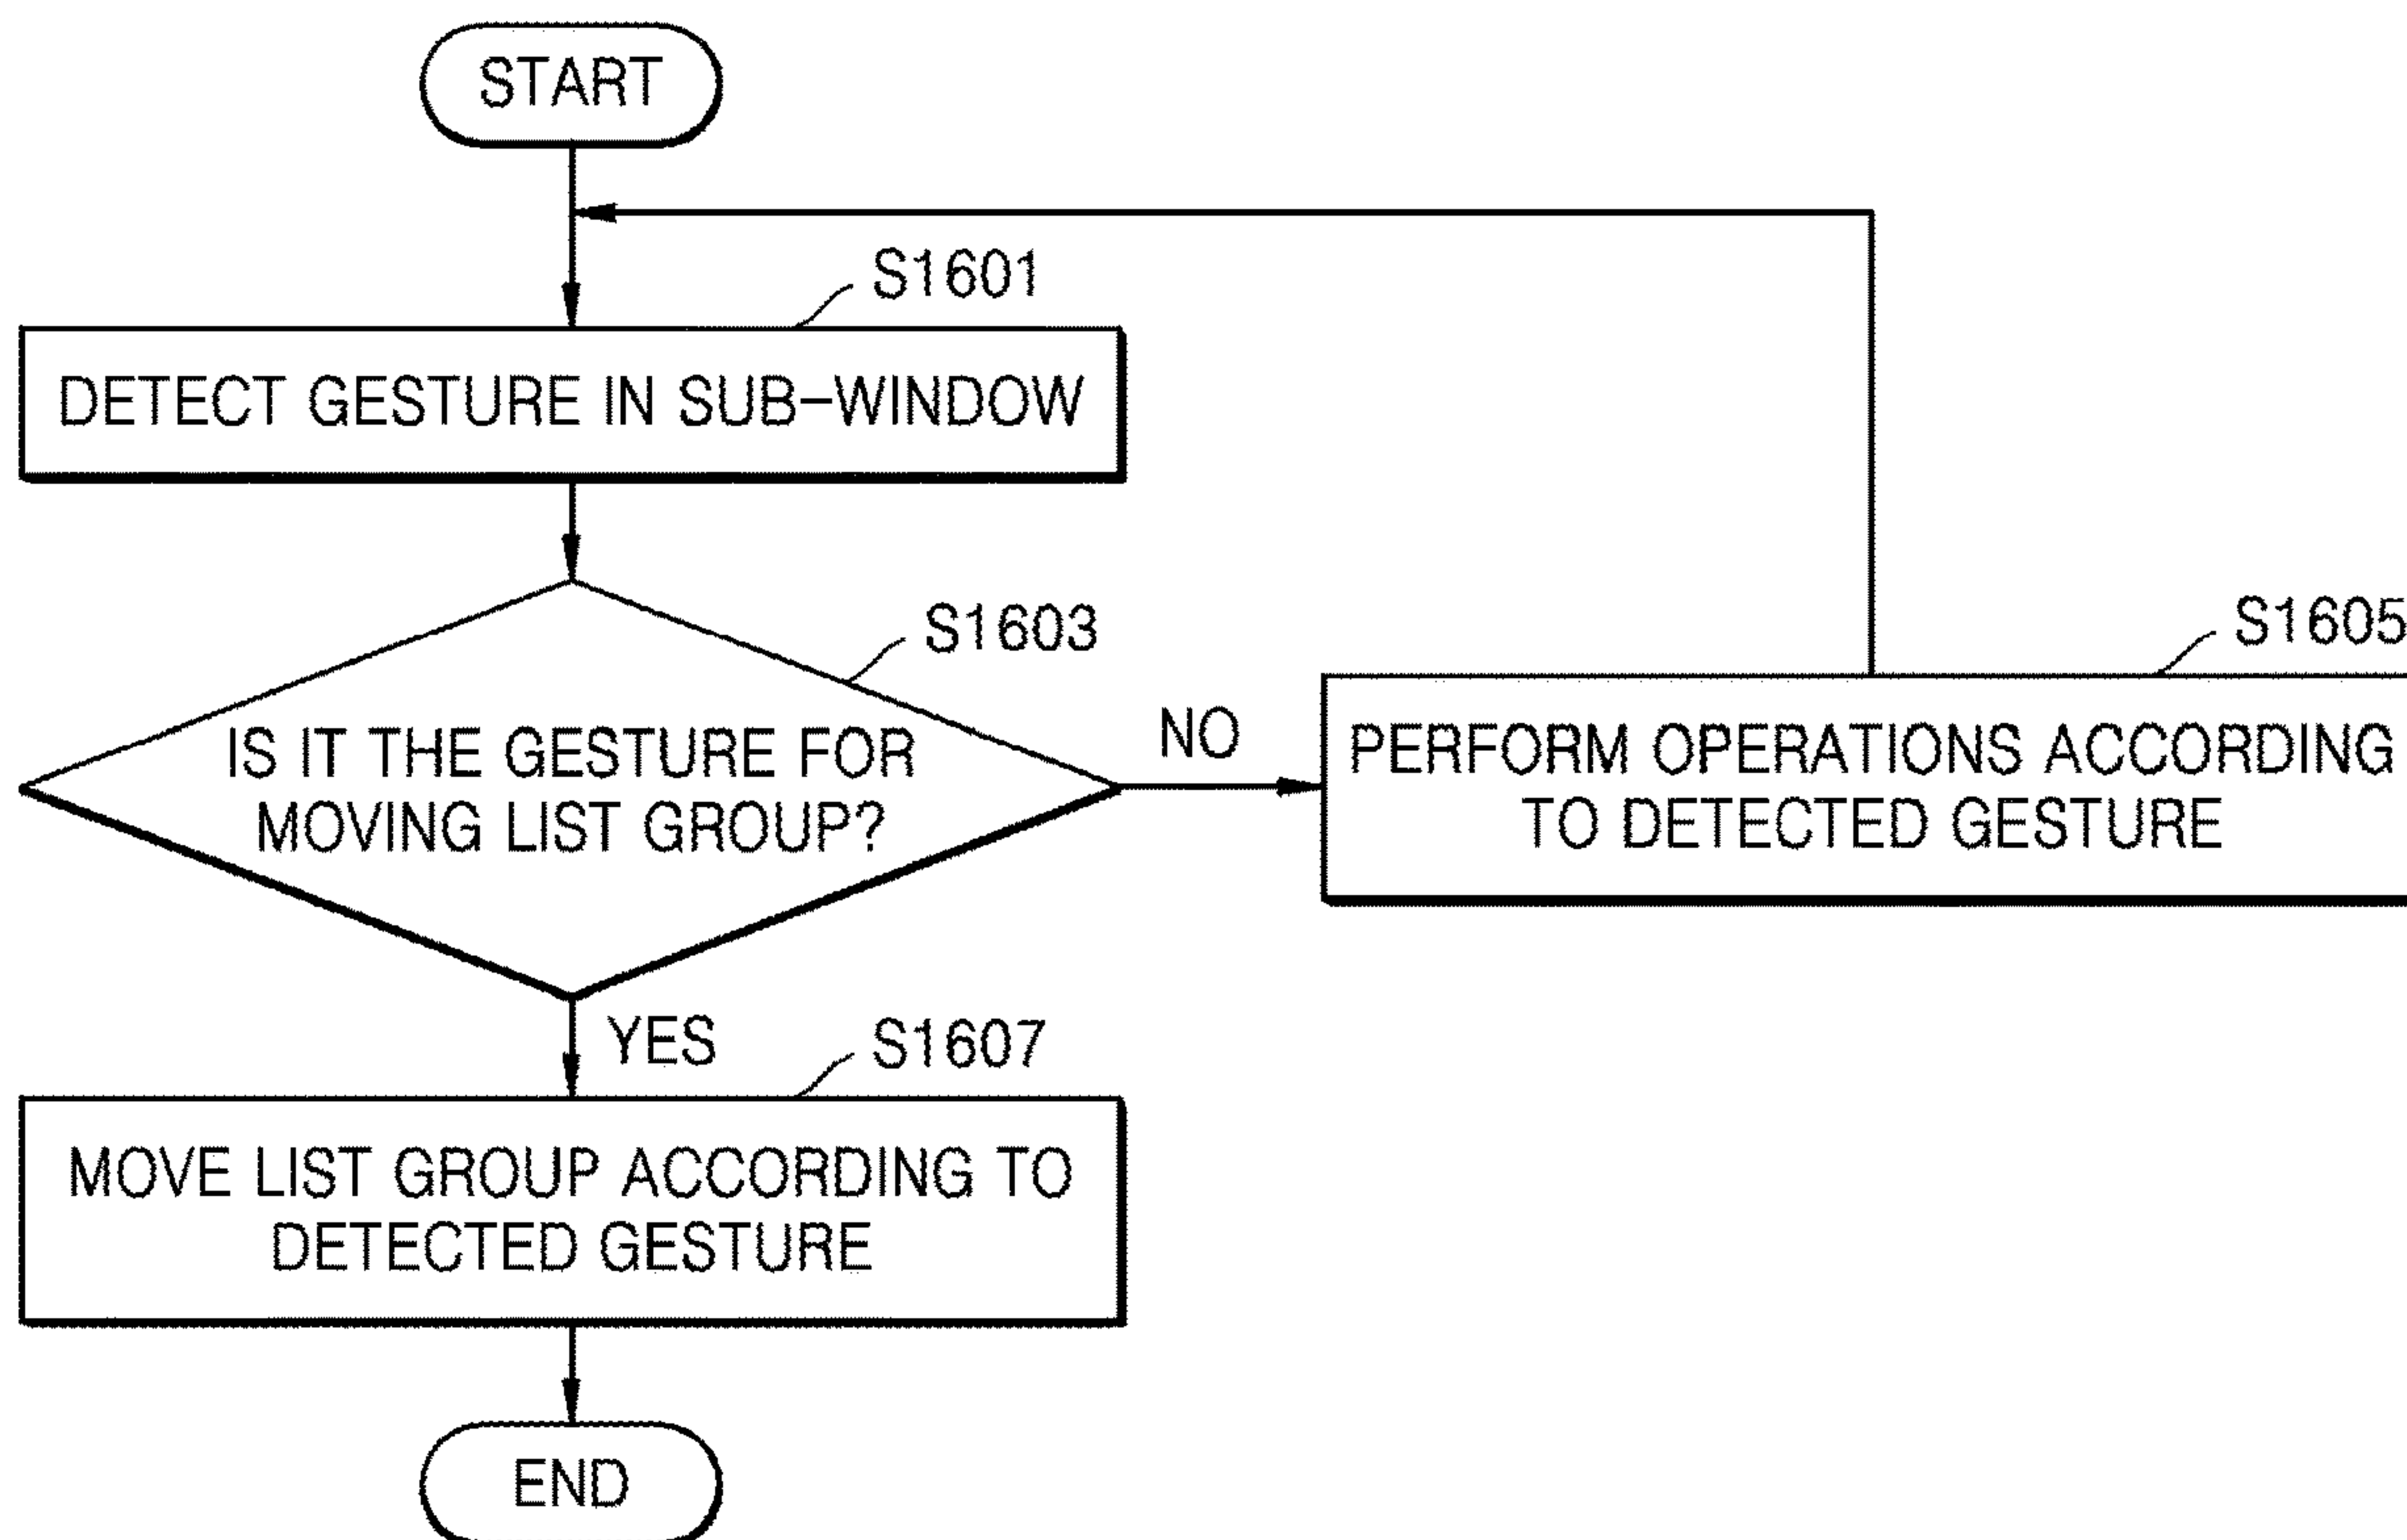 START
S1601
DETECT GESTURE IN SUB-WINDOW
S1603
IS IT THE GESTURE FOR
MOVING LIST GROUP?
NO
S1605
PERFORM OPERATIONS ACCORDING
TO DETECTED GESTURE
YES
S1607
MOVE LIST GROUP ACCORDING TO
DETECTED GESTURE
END